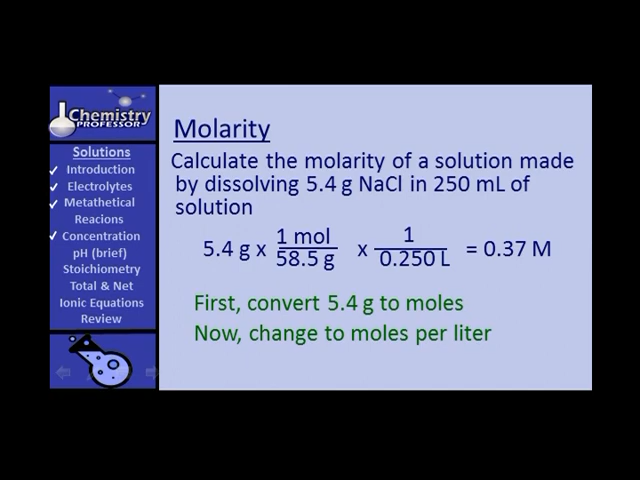 Chemistry
PROFESSOR
Solutions
Introduction
Electrolytes
Metathetical
Reacions
Concentration
pH (brief)
Stoichiometry
Total & Net
Ionic Equations
Review
Molarity
Calculate the molarity of a solution made
by dissolving 5.4 g NaCl in 250 mL of
solution
5.4 g x 1 mol / 58.5 g x 1 / 0.250 L = 0.37 M
First, convert 5.4 g to moles
Now, change to moles per liter